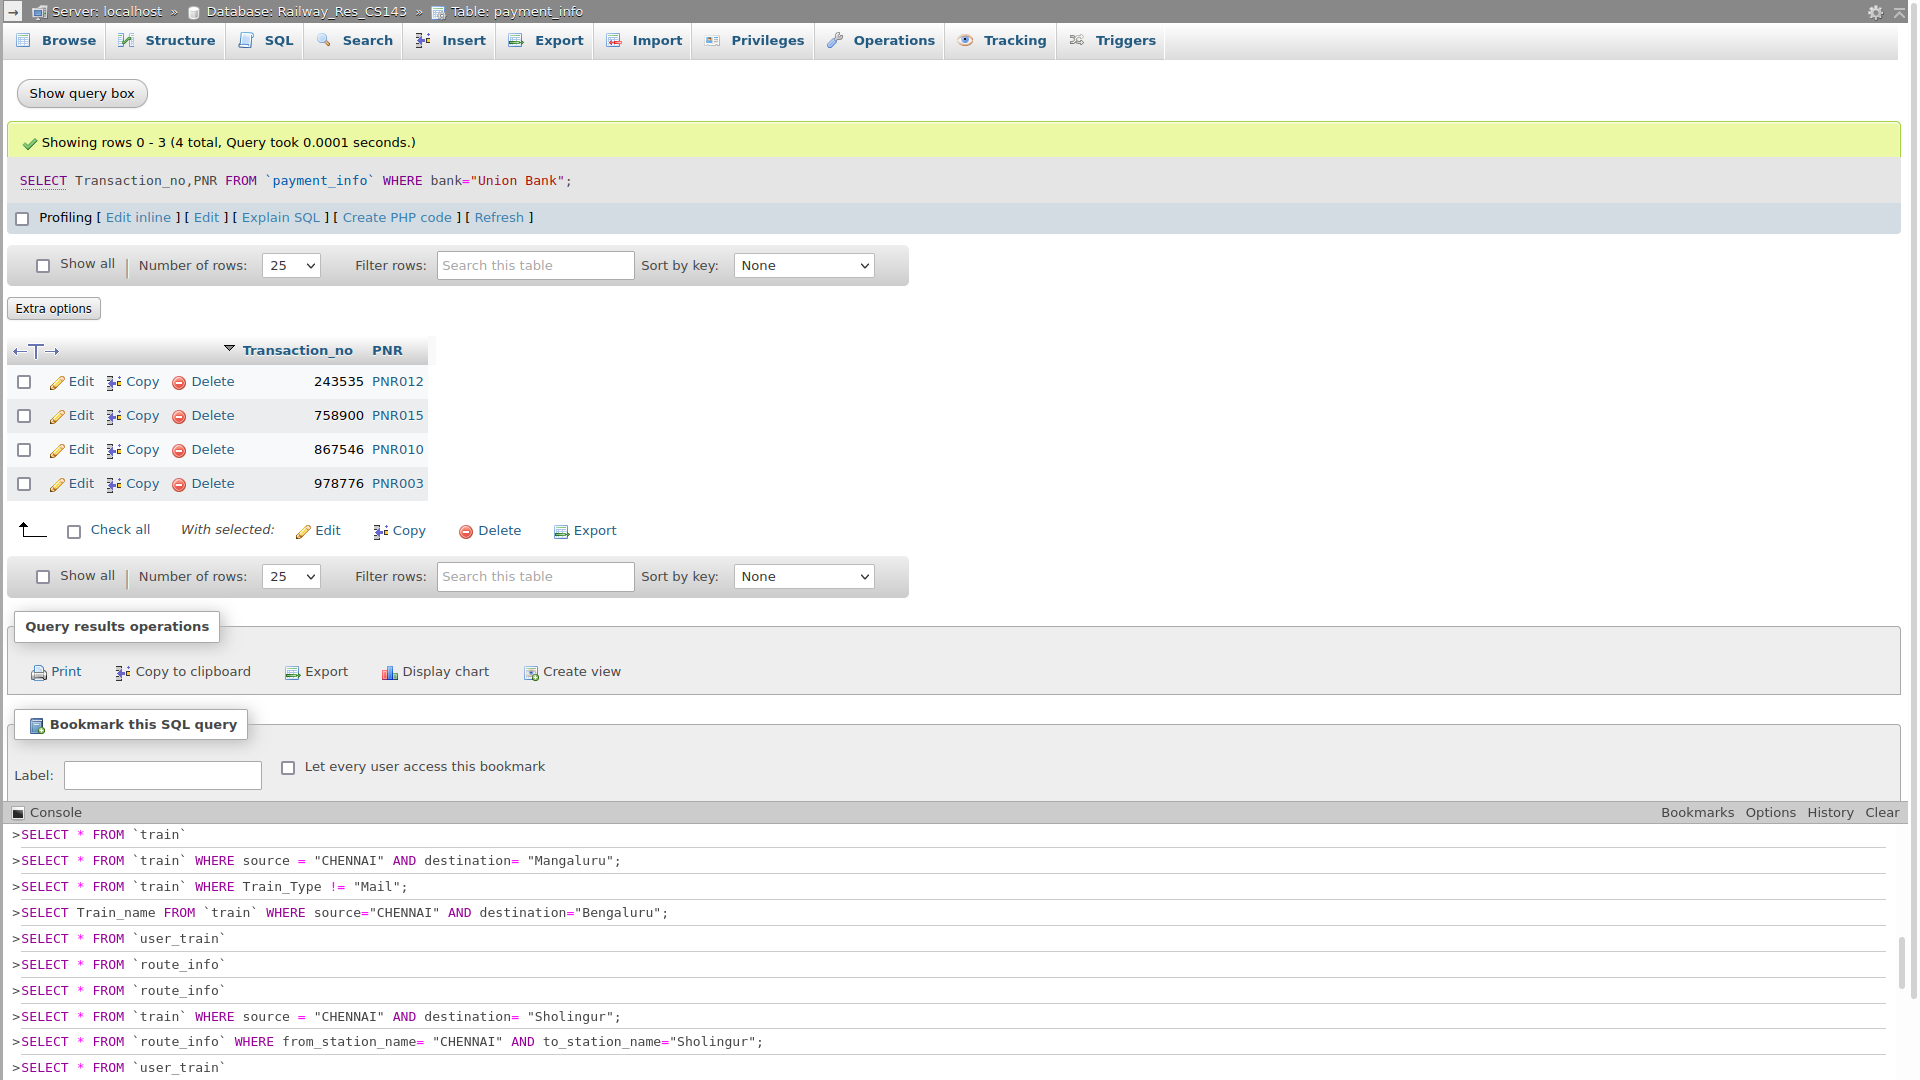 Server: localhost » Database: Railway_Res_CS143 » Table: payment_info
Browse Structure SQL Search Insert Export Import Privileges Operations Tracking Triggers
Show query box
Showing rows 0 - 3 (4 total, Query took 0.0001 seconds.)
SELECT Transaction_no,PNR FROM `payment_info` WHERE bank="Union Bank";
Profiling [ Edit inline ] [ Edit ] [ Explain SQL ] [ Create PHP code ] [ Refresh ]
Show all Number of rows: 25 Filter rows: Search this table Sort by key: None
Extra options
←T→ Transaction_no PNR
Edit Copy Delete 243535 PNR012
Edit Copy Delete 758900 PNR015
Edit Copy Delete 867546 PNR010
Edit Copy Delete 978776 PNR003
Check all With selected: Edit Copy Delete Export
Show all Number of rows: 25 Filter rows: Search this table Sort by key: None
Query results operations
Print Copy to clipboard Export Display chart Create view
Bookmark this SQL query
Label: Let every user access this bookmark
Console Bookmarks Options History Clear
>SELECT * FROM `train`
>SELECT * FROM `train` WHERE source = "CHENNAI" AND destination= "Mangaluru";
>SELECT * FROM `train` WHERE Train_Type != "Mail";
>SELECT Train_name FROM `train` WHERE source="CHENNAI" AND destination="Bengaluru";
>SELECT * FROM `user_train`
>SELECT * FROM `route_info`
>SELECT * FROM `route_info`
>SELECT * FROM `train` WHERE source = "CHENNAI" AND destination= "Sholingur";
>SELECT * FROM `route_info` WHERE from_station_name= "CHENNAI" AND to_station_name="Sholingur";
>SELECT * FROM `user_train`